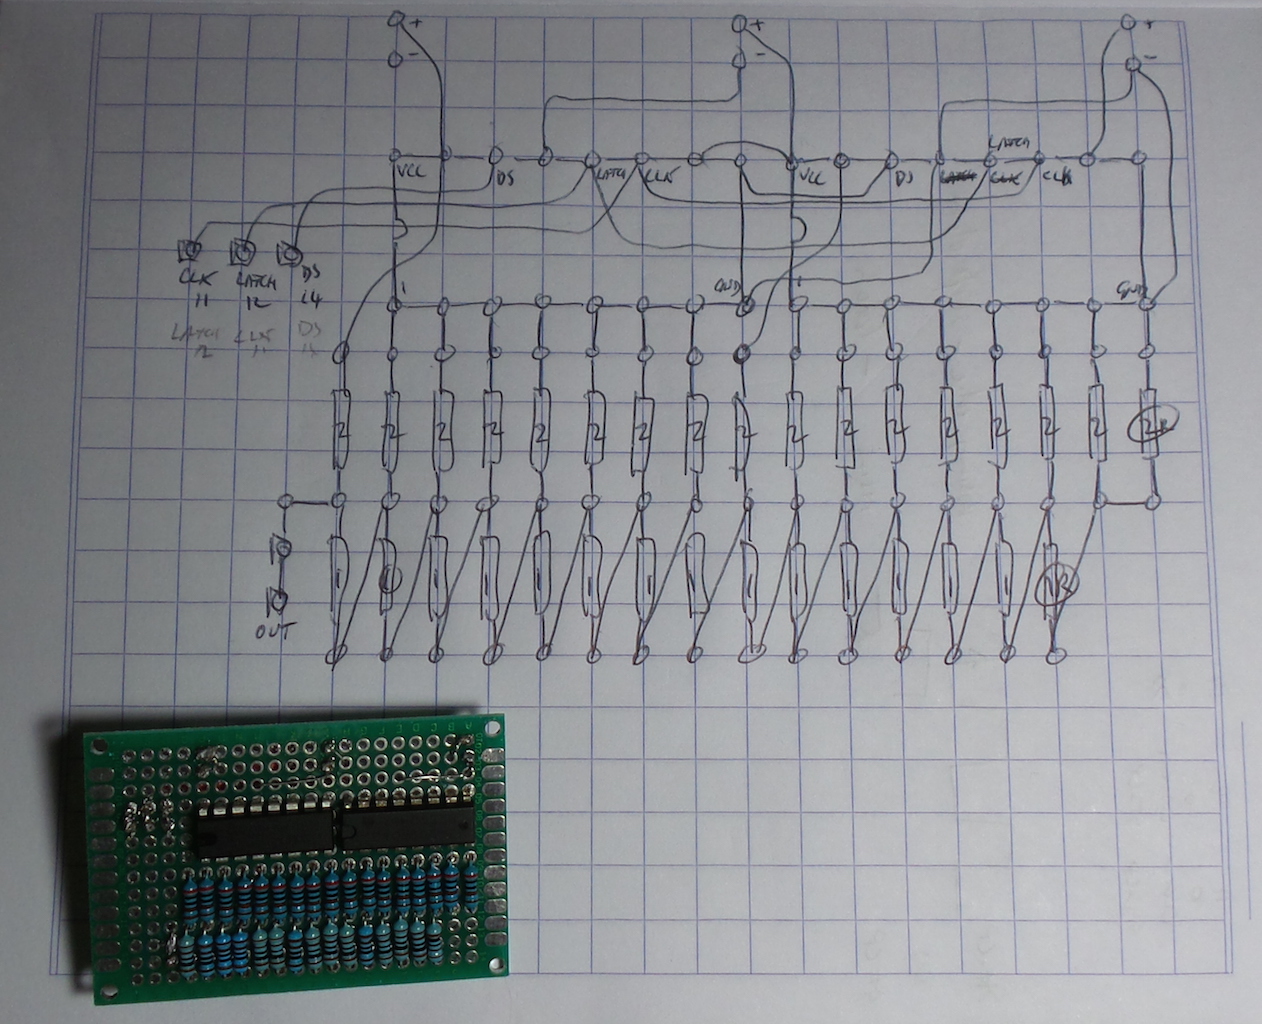 + + +
- - -
LATCH
VCC DS LATCH CLK VCC DS LATCH CLK CLK
CLK LATCH DS
11 12 14
LATCH CLK DS
12 11
1 GND 1 GND
2 2 2 2 2 2 2 2 2 2 2 2 2 2 2 2 2R
1 1 1 1 1 1 1 1 1 1 1 1 1 1 1R
OUT